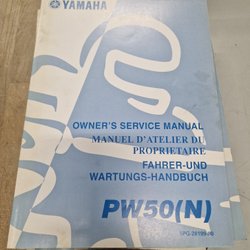 YAMAHA
OWNER'S SERVICE MANUAL
MANUEL D'ATELIER DU
PROPRIETAIRE
FAHRER-UND
WARTUNGS-HANDBUCH
PW50(N)